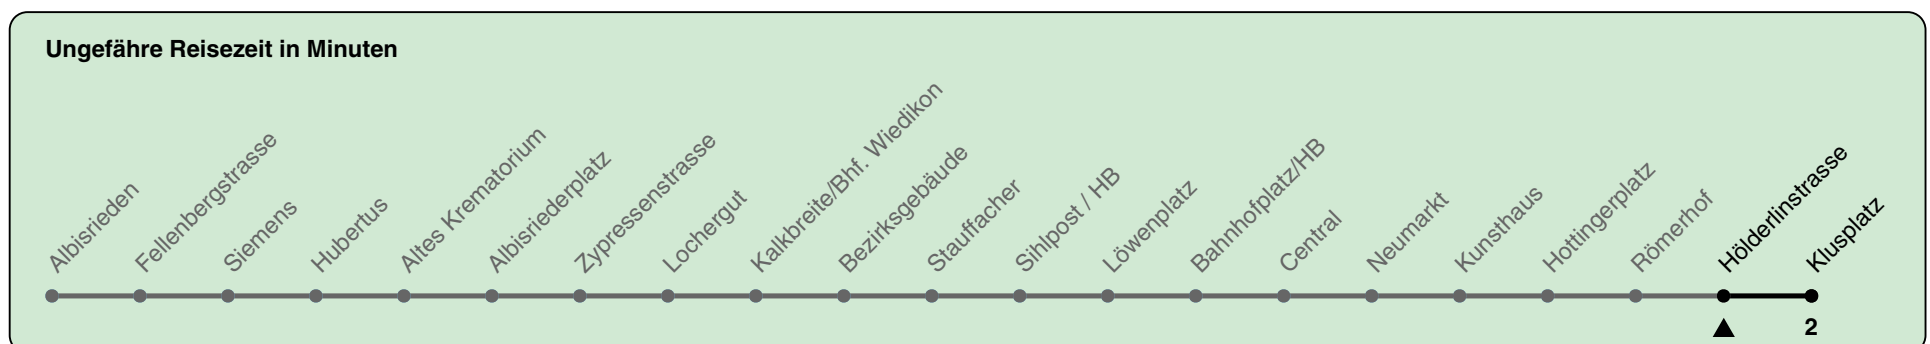 Ungefähre Reisezeit in Minuten
Albisrieden
Fellenbergstrasse
Siemens
Hubertus
Altes Krematorium
Albisriederplatz
Zypressenstrasse
Lochergut
Kalkbreite/Bhf. Wiedikon
Bezirksgebäude
Stauffacher
Sihlpost / HB
Löwenplatz
Bahnhofplatz/HB
Central
Neumarkt
Kunsthaus
Hottingerplatz
Römerhof
Hölderlinstrasse
Klusplatz
2